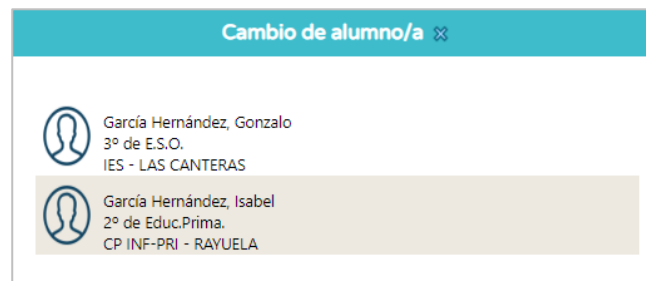 Cambio de alumno/a
García Hernández, Gonzalo
3º de E.S.O.
IES - LAS CANTERAS
García Hernández, Isabel
2º de Educ.Prima.
CP INF-PRI - RAYUELA